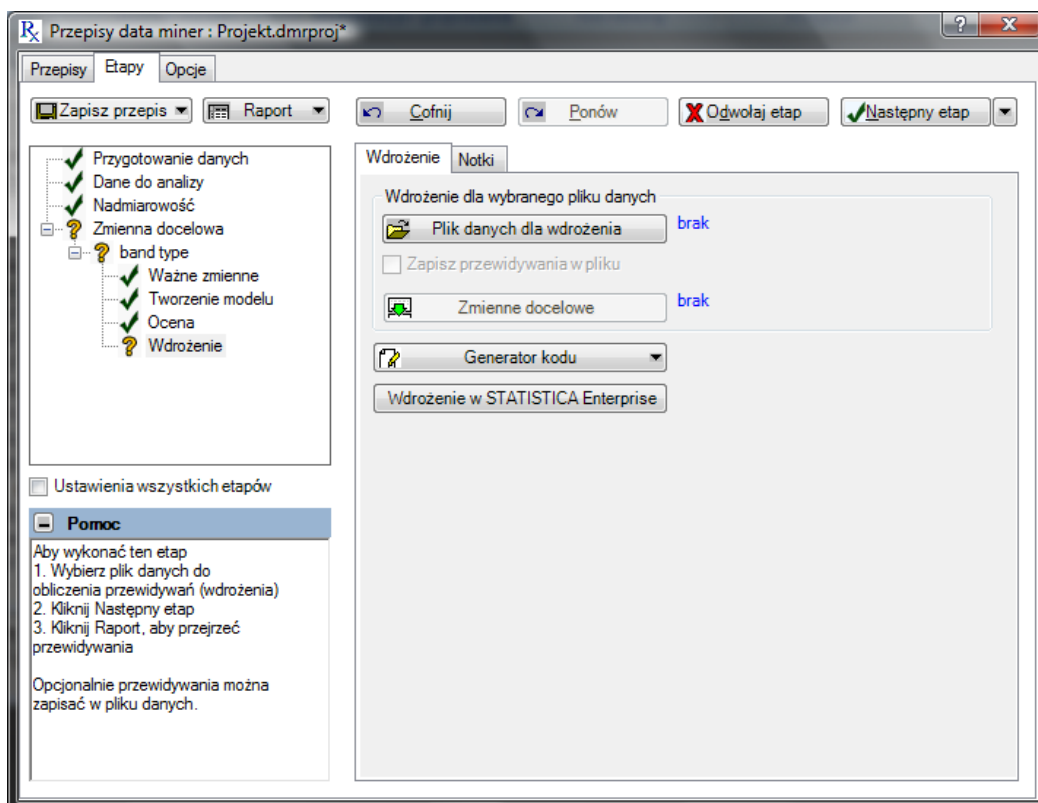 Przepisy data miner : Projekt.dmrproj*
Przepisy Etapy Opcje
Zapisz przepis Raport Cofnij Ponów Odwołaj etap Następny etap
Przygotowanie danych
Dane do analizy
Nadmiarowość
Zmienna docelowa
band type
Ważne zmienne
Tworzenie modelu
Ocena
Wdrożenie
Ustawienia wszystkich etapów
Pomoc
Aby wykonać ten etap
1. Wybierz plik danych do
obliczenia przewidywań (wdrożenia)
2. Kliknij Następny etap
3. Kliknij Raport, aby przejrzeć
przewidywania
Opcjonalnie przewidywania można
zapisać w pliku danych.
Wdrożenie Notki
Wdrożenie dla wybranego pliku danych
Plik danych dla wdrożenia brak
Zapisz przewidywania w pliku
Zmienne docelowe brak
Generator kodu
Wdrożenie w STATISTICA Enterprise